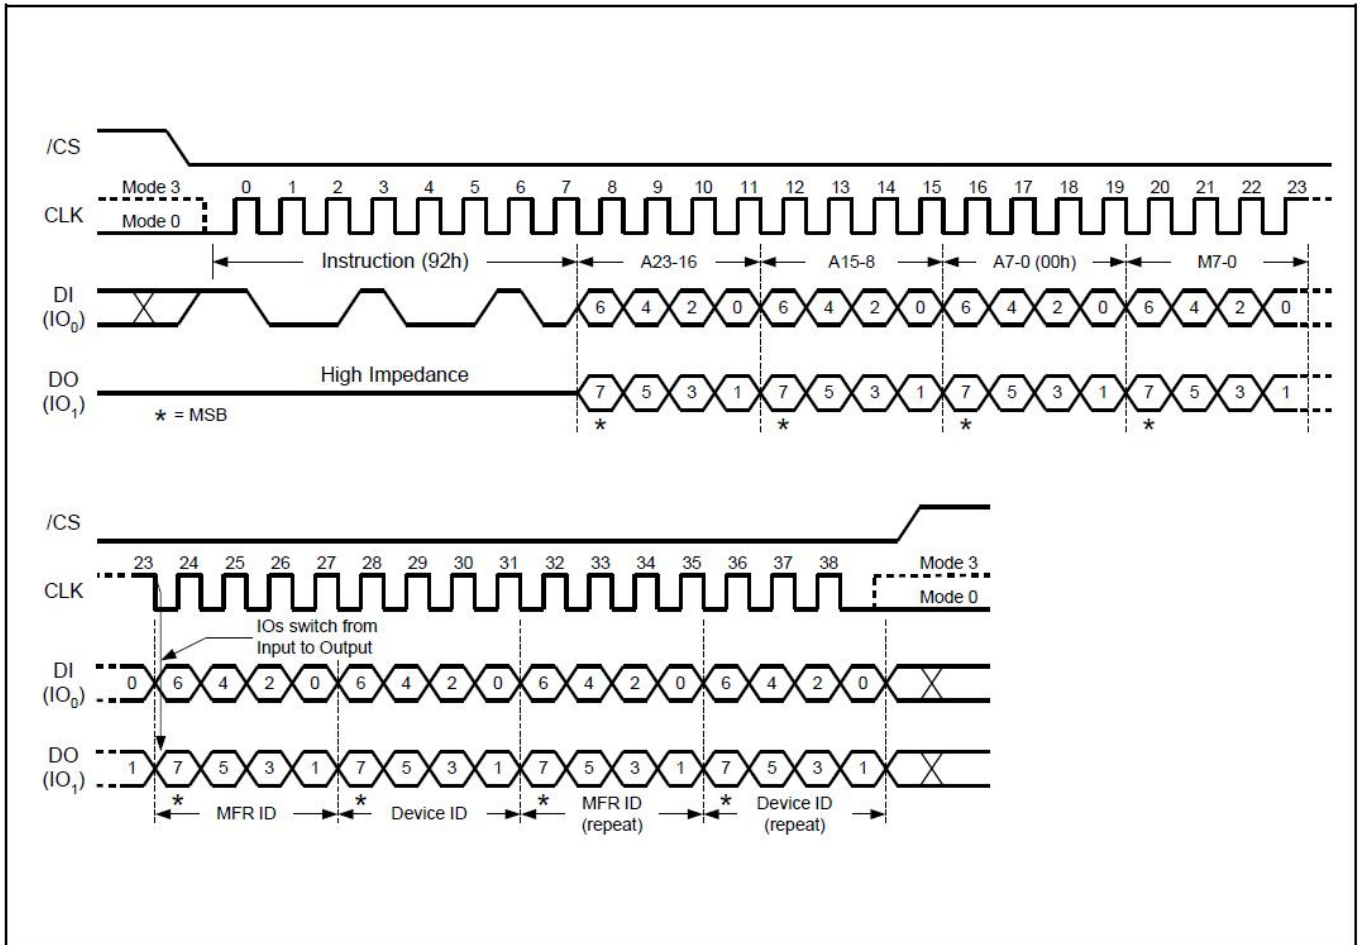 /CS
Mode 3 0 1 2 3 4 5 6 7 8 9 10 11 12 13 14 15 16 17 18 19 20 21 22 23
CLK
Mode 0
Instruction (92h) A23-16 A15-8 A7-0 (00h) M7-0
DI
(IO0) 6 4 2 0 6 4 2 0 6 4 2 0 6 4 2 0
High Impedance
DO
(IO1) 7 5 3 1 7 5 3 1 7 5 3 1 7 5 3 1
* = MSB * * * *
/CS
23 24 25 26 27 28 29 30 31 32 33 34 35 36 37 38 Mode 3
CLK
Mode 0
IOs switch from
Input to Output
DI
(IO0) 0 6 4 2 0 6 4 2 0 6 4 2 0 6 4 2 0
DO
(IO1) 1 7 5 3 1 7 5 3 1 7 5 3 1 7 5 3 1
* * * *
MFR ID Device ID MFR ID Device ID
(repeat) (repeat)